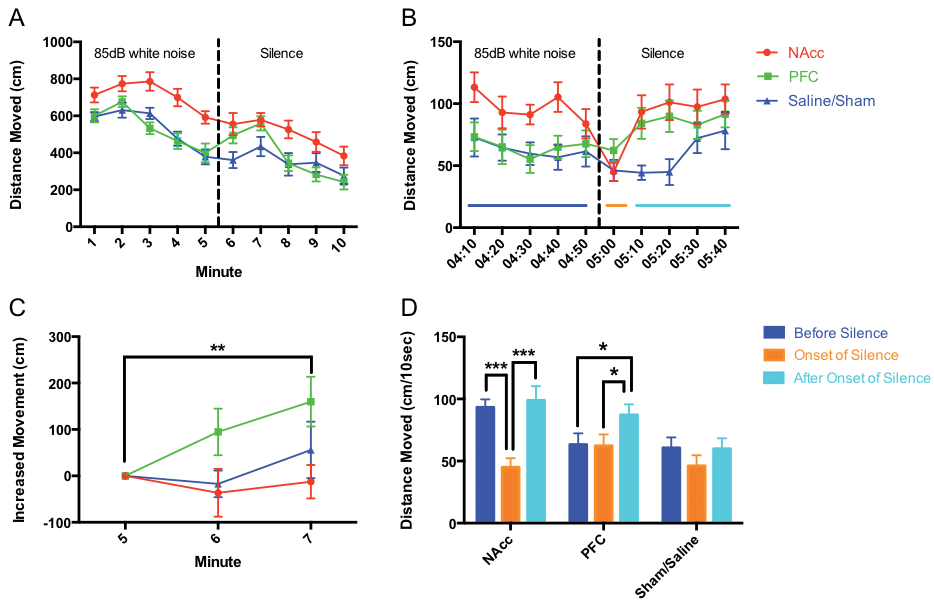 A
85dB white noise
Silence
Distance Moved (cm)
1000
800
600
400
200
0
1 2 3 4 5 6 7 8 9 10
Minute
B
85dB white noise
Silence
Distance Moved (cm)
150
100
50
0
04:10 04:20 04:30 04:40 04:50 05:00 05:10 05:20 05:30 05:40
NAcc
PFC
Saline/Sham
C
Increased Movement (cm)
300
200
100
0
-100
**
5 6 7
Minute
D
Distance Moved (cm/10sec)
150
100
50
0
*** ***
*
*
NAcc PFC Sham/Saline
Before Silence
Onset of Silence
After Onset of Silence